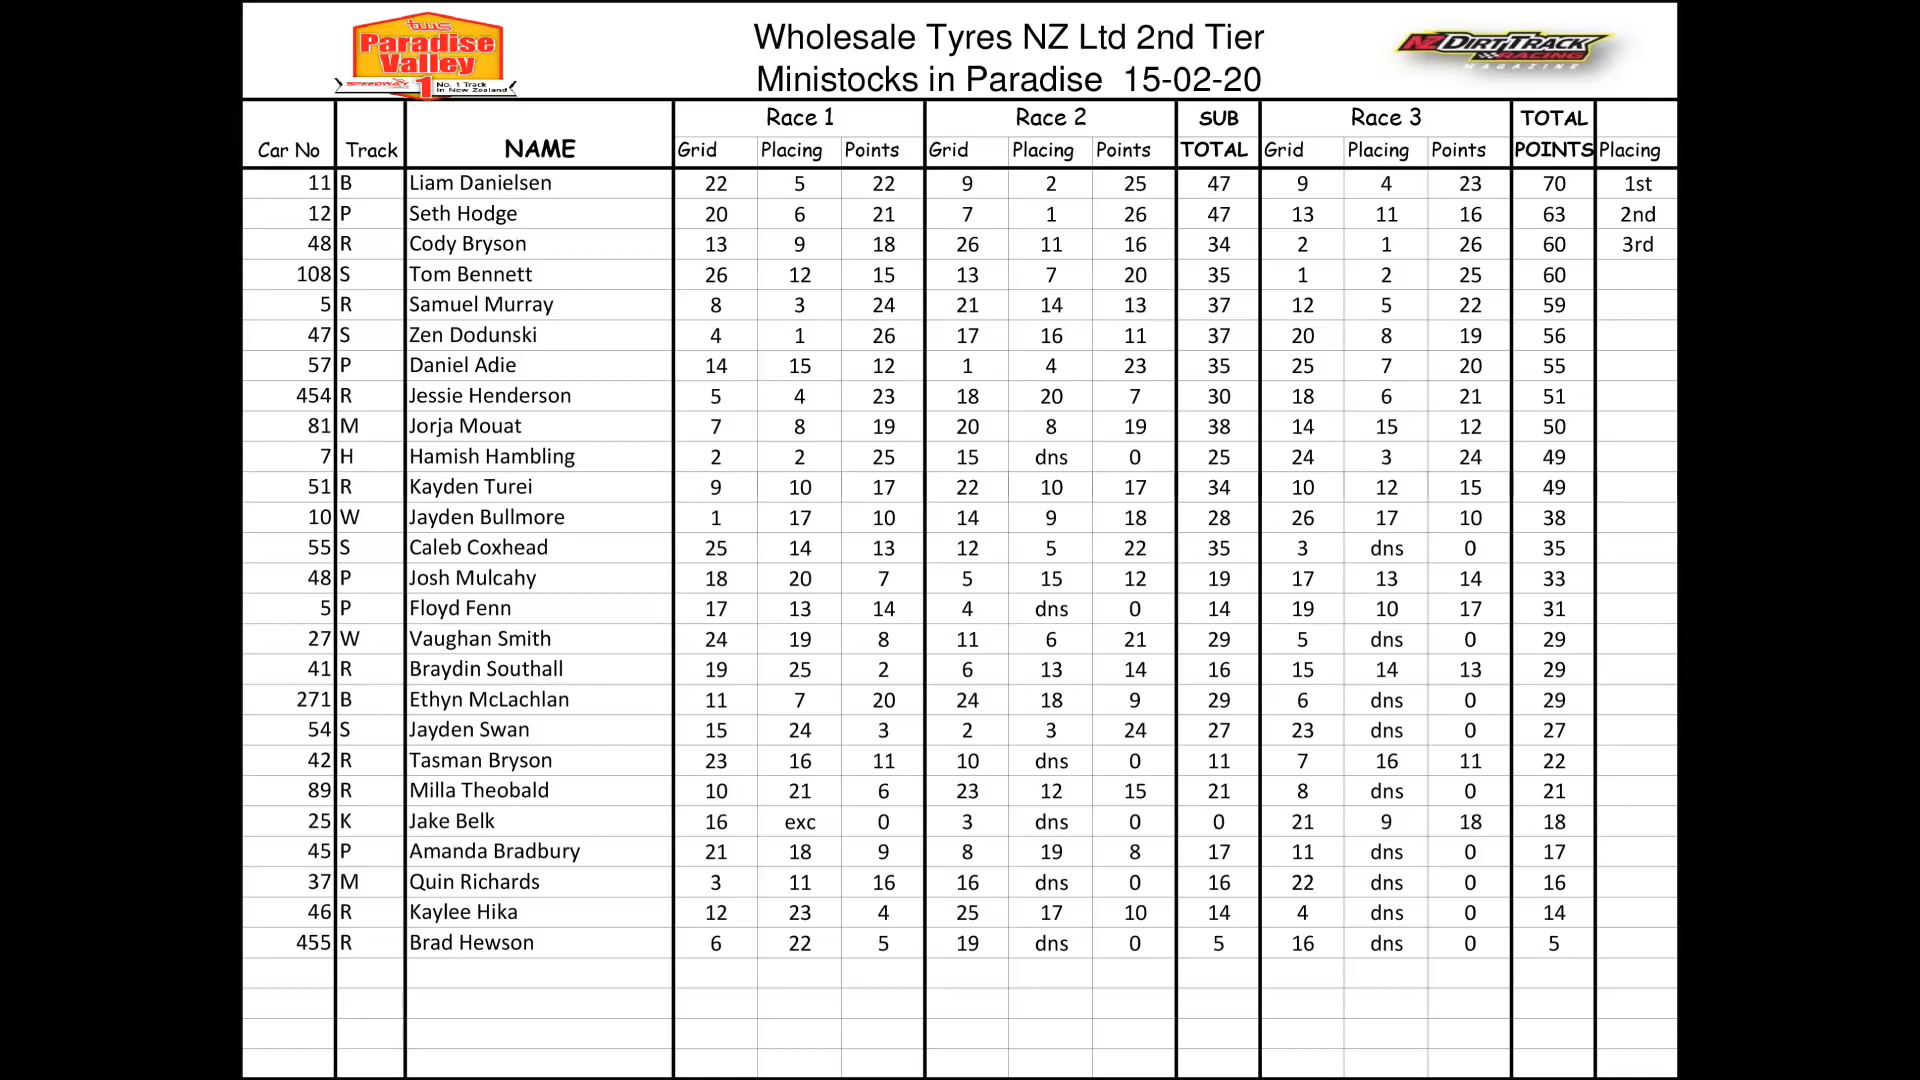 tws
Paradise
Valley
SPEEDWAY
No. 1 Track
in New Zealand
1
Wholesale Tyres NZ Ltd 2nd Tier
Ministocks in Paradise 15-02-20
NZ DIRT TRACK
RACING
MAGAZINE
Race 1 Race 2 SUB Race 3 TOTAL
Car No Track NAME Grid Placing Points Grid Placing Points TOTAL Grid Placing Points POINTS Placing
11 B Liam Danielsen 22 5 22 9 2 25 47 9 4 23 70 1st
12 P Seth Hodge 20 6 21 7 1 26 47 13 11 16 63 2nd
48 R Cody Bryson 13 9 18 26 11 16 34 2 1 26 60 3rd
108 S Tom Bennett 26 12 15 13 7 20 35 1 2 25 60
5 R Samuel Murray 8 3 24 21 14 13 37 12 5 22 59
47 S Zen Dodunski 4 1 26 17 16 11 37 20 8 19 56
57 P Daniel Adie 14 15 12 1 4 23 35 25 7 20 55
454 R Jessie Henderson 5 4 23 18 20 7 30 18 6 21 51
81 M Jorja Mouat 7 8 19 20 8 19 38 14 15 12 50
7 H Hamish Hambling 2 2 25 15 dns 0 25 24 3 24 49
51 R Kayden Turei 9 10 17 22 10 17 34 10 12 15 49
10 W Jayden Bullmore 1 17 10 14 9 18 28 26 17 10 38
55 S Caleb Coxhead 25 14 13 12 5 22 35 3 dns 0 35
48 P Josh Mulcahy 18 20 7 5 15 12 19 17 13 14 33
5 P Floyd Fenn 17 13 14 4 dns 0 14 19 10 17 31
27 W Vaughan Smith 24 19 8 11 6 21 29 5 dns 0 29
41 R Braydin Southall 19 25 2 6 13 14 16 15 14 13 29
271 B Ethyn McLachlan 11 7 20 24 18 9 29 6 dns 0 29
54 S Jayden Swan 15 24 3 2 3 24 27 23 dns 0 27
42 R Tasman Bryson 23 16 11 10 dns 0 11 7 16 11 22
89 R Milla Theobald 10 21 6 23 12 15 21 8 dns 0 21
25 K Jake Belk 16 exc 0 3 dns 0 0 21 9 18 18
45 P Amanda Bradbury 21 18 9 8 19 8 17 11 dns 0 17
37 M Quin Richards 3 11 16 16 dns 0 16 22 dns 0 16
46 R Kaylee Hika 12 23 4 25 17 10 14 4 dns 0 14
455 R Brad Hewson 6 22 5 19 dns 0 5 16 dns 0 5